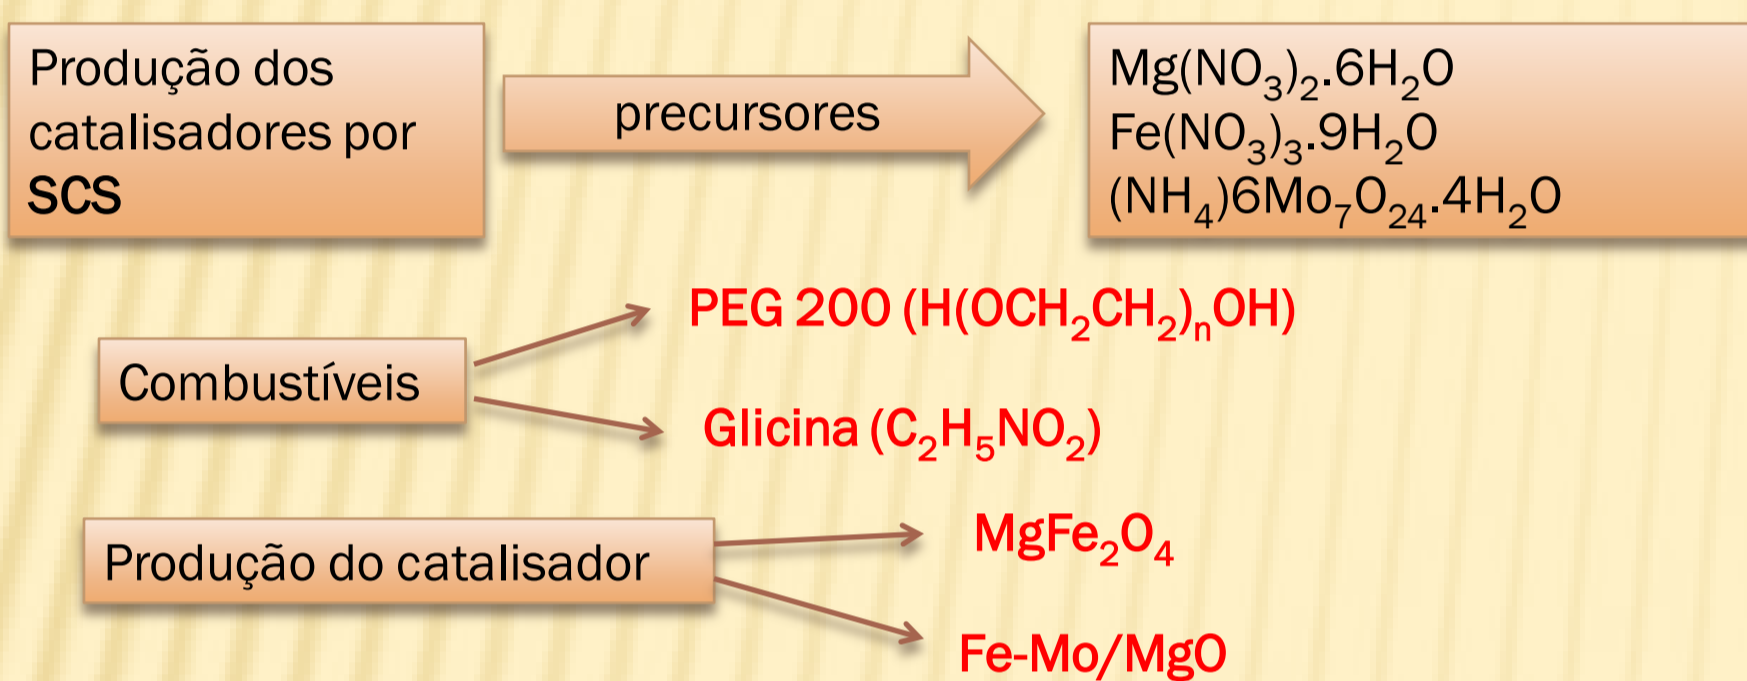 Produção dos
catalisadores por
SCS
precursores
Mg(NO₃)₂.6H₂O
Fe(NO₃)₃.9H₂O
(NH₄)6Mo₇O₂₄.4H₂O
Combustíveis
PEG 200 (H(OCH₂CH₂)ₙOH)
Glicina (C₂H₅NO₂)
Produção do catalisador
MgFe₂O₄
Fe-Mo/MgO